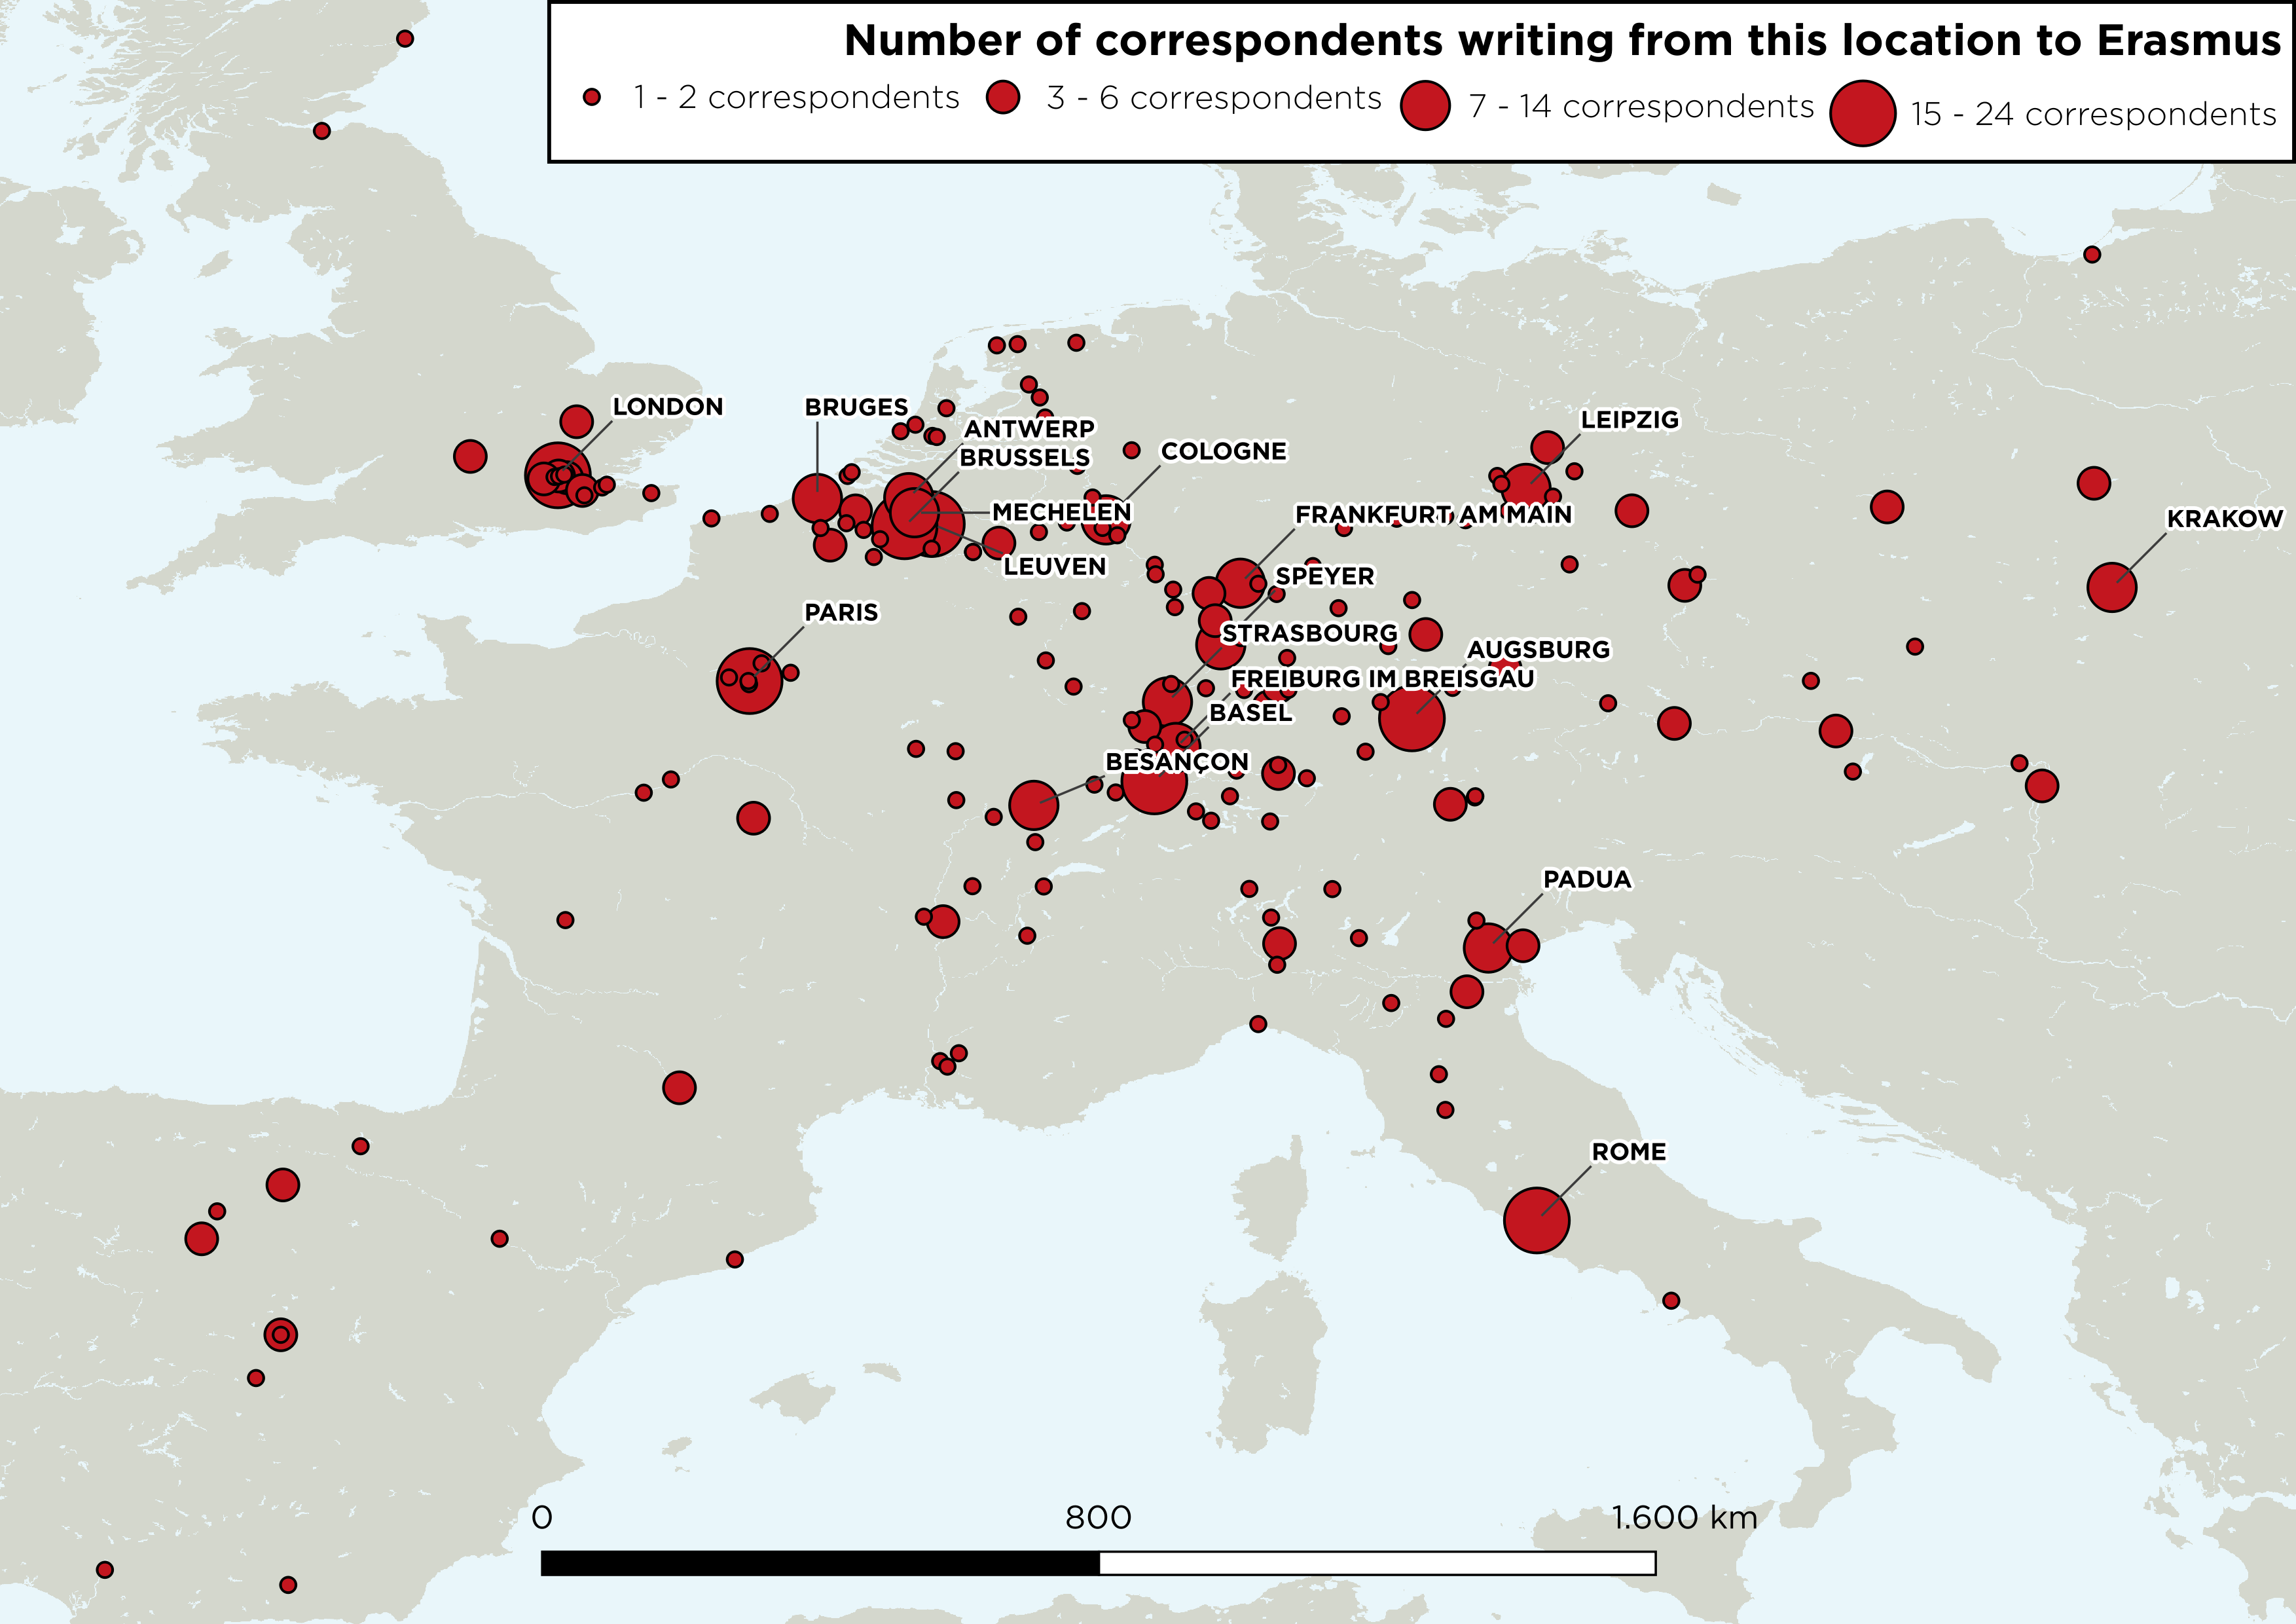 Number of correspondents writing from this location to Erasmus
1 - 2 correspondents
3 - 6 correspondents
7 - 14 correspondents
15 - 24 correspondents
LONDON
BRUGES
ANTWERP
BRUSSELS
COLOGNE
LEIPZIG
MECHELEN
FRANKFURT AM MAIN
KRAKOW
LEUVEN
SPEYER
PARIS
STRASBOURG
AUGSBURG
FREIBURG IM BREISGAU
BASEL
BESANÇON
PADUA
ROME
0
800
1.600 km